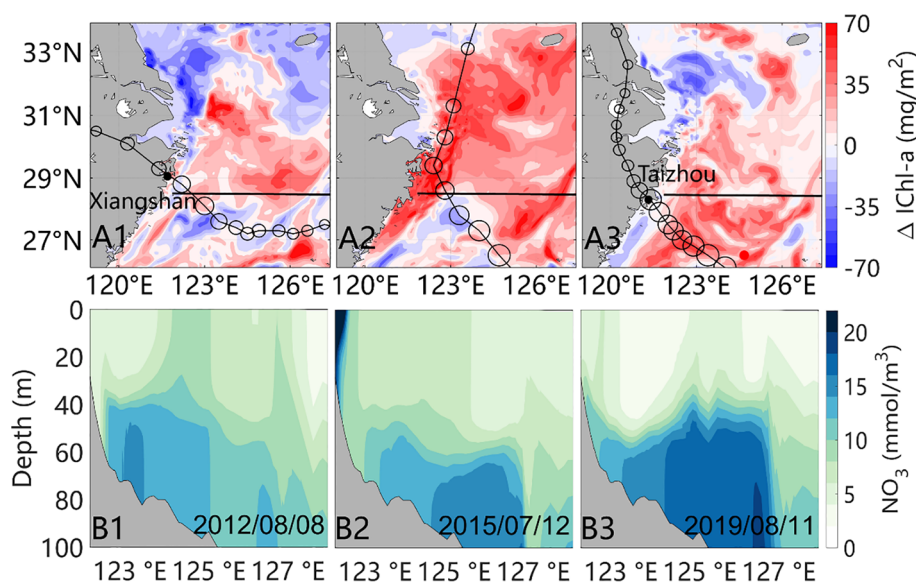 33°N
31°N
29°N
27°N
Xiangshan
A1
A2
Taizhou
A3
120°E 123°E 126°E
120°E 123°E 126°E
120°E 123°E 126°E
70
35
0
-35
-70
Δ IChl-a (mg/m²)
Depth (m)
0
20
40
60
80
100
B1 2012/08/08
B2 2015/07/12
B3 2019/08/11
123 °E 125 °E 127 °E
123 °E 125 °E 127 °E
123 °E 125 °E 127 °E
20
15
10
5
0
NO₃ (mmol/m³)